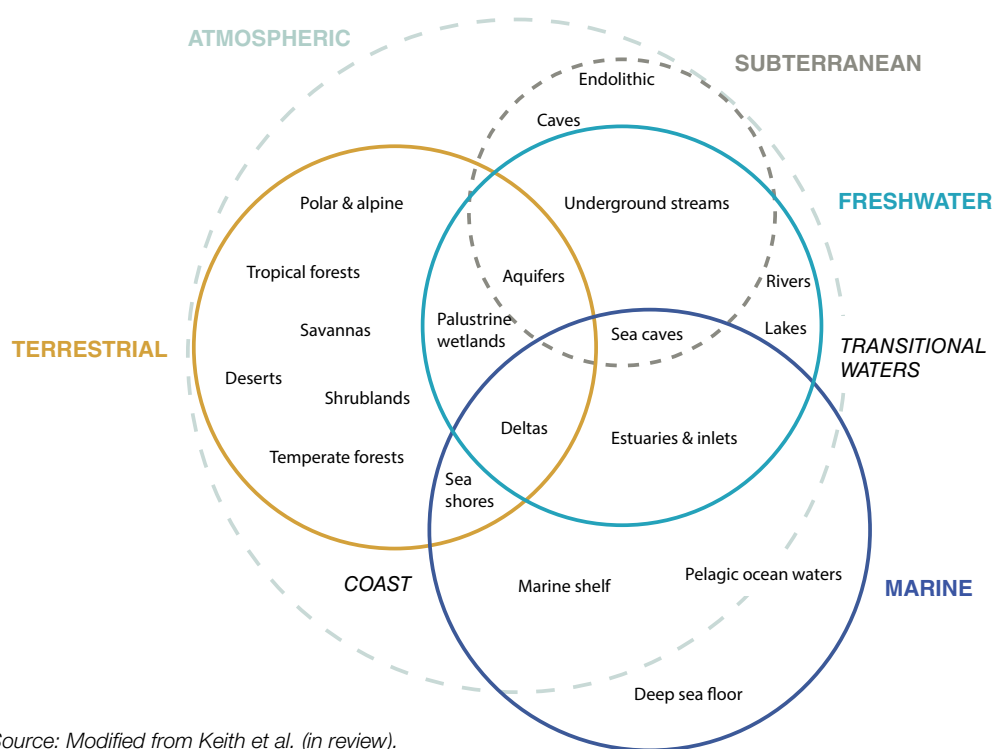 ATMOSPHERIC
SUBTERRANEAN
Endolithic
Caves
Polar & alpine
Underground streams
FRESHWATER
Tropical forests
Aquifers
Rivers
Savannas
Palustrine
wetlands
Sea caves
Lakes
TERRESTRIAL
TRANSITIONAL
WATERS
Deserts
Shrublands
Deltas
Estuaries & inlets
Temperate forests
Sea
shores
COAST
Marine shelf
Pelagic ocean waters
MARINE
Deep sea floor
Source: Modified from Keith et al. (in review).